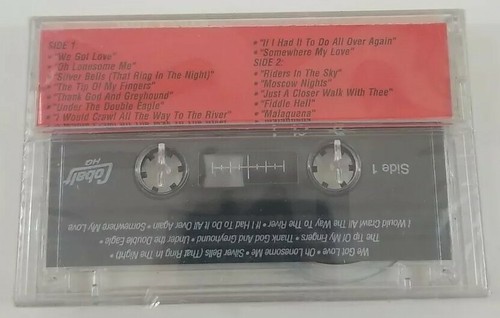 SIDE 1:
• "We Got Love"
• "Oh Lonesome Me"
• "Silver Bells (That Ring In The Night)"
• "The Tip Of My Fingers"
• "Thank God And Greyhound"
• "Under The Double Eagle"
• "I Would Crawl All The Way To The River"
• "If I Had It To Do All Over Again"
• "Somewhere My Love"
SIDE 2:
• "Riders In The Sky"
• "Moscow Nights"
• "Just A Closer Walk With Thee"
• "Fiddle Hell"
• "Malaguena"
Cobalt
HQ
Side 1
We Got Love • Oh Lonesome Me • Silver Bells (That Ring In The Night) •
The Tip Of My Fingers • Thank God And Greyhound • Under the Double Eagle •
I Would Crawl All The Way To The River • If I Had To Do It All Over Again • Somewhere My Love